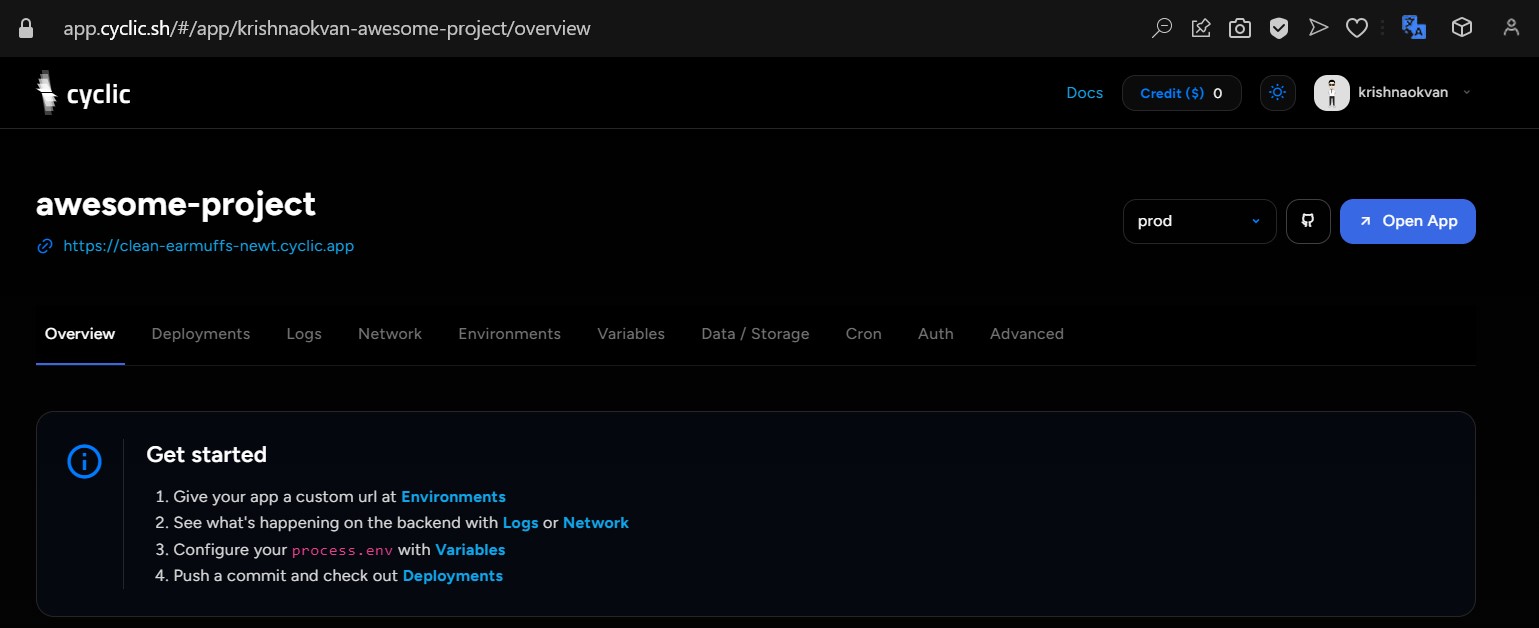 app.cyclic.sh/#/app/krishnaokvan-awesome-project/overview
cyclic
Docs
Credit ($) 0
krishnaokvan
awesome-project
https://clean-earmuffs-newt.cyclic.app
prod
Open App
Overview Deployments Logs Network Environments Variables Data / Storage Cron Auth Advanced
Get started
1. Give your app a custom url at Environments
2. See what's happening on the backend with Logs or Network
3. Configure your process.env with Variables
4. Push a commit and check out Deployments